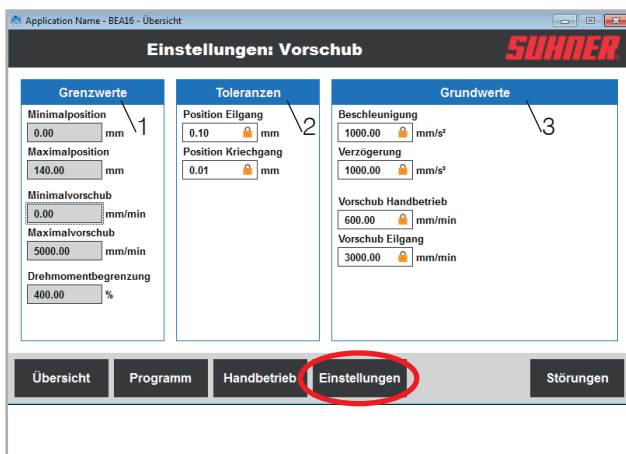 Application Name - BEA16 - Übersicht
Einstellungen: Vorschub
SUHNER
Grenzwerte
1
Minimalposition
0.00 mm
Maximalposition
140.00 mm
Minimalvorschub
0.00 mm/min
Maximalvorschub
5000.00 mm/min
Drehmomentbegrenzung
400.00 %
Toleranzen
2
Position Eilgang
0.10 mm
Position Kriechgang
0.01 mm
Grundwerte
3
Beschleunigung
1000.00 mm/s²
Verzögerung
1000.00 mm/s²
Vorschub Handbetrieb
600.00 mm/min
Vorschub Eilgang
3000.00 mm/min
Übersicht Programm Handbetrieb Einstellungen Störungen